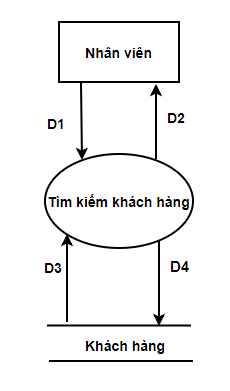 Nhân viên
D1
D2
Tìm kiếm khách hàng
D3
D4
Khách hàng